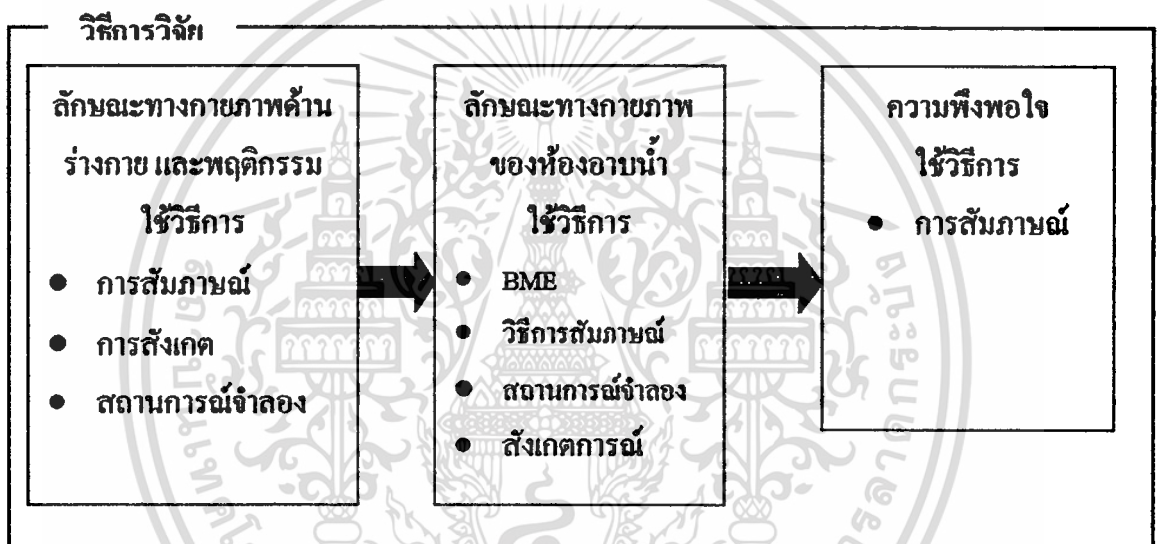 วิธีการวิจัย
ลักษณะทางกายภาพด้าน
ร่างกาย และพฤติกรรม
ใช้วิธีการ
● การสัมภาษณ์
● การสังเกต
● สถานการณ์จำลอง
ลักษณะทางกายภาพ
ของห้องอาบน้ำ
ใช้วิธีการ
● BME
● วิธีการสัมภาษณ์
● สถานการณ์จำลอง
● สังเกตการณ์
ความพึงพอใจ
ใช้วิธีการ
● การสัมภาษณ์